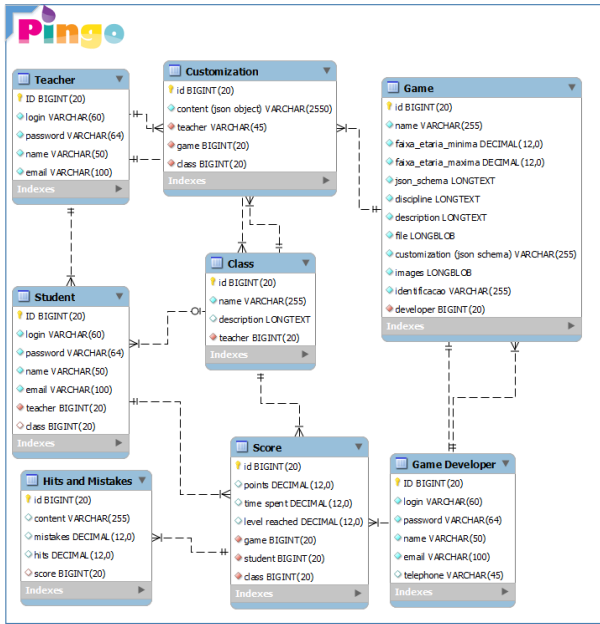 Pingo
Teacher
ID BIGINT(20)
login VARCHAR(60)
password VARCHAR(64)
name VARCHAR(50)
email VARCHAR(100)
Indexes
Customization
id BIGINT(20)
content (json object) VARCHAR(2550)
teacher VARCHAR(45)
game BIGINT(20)
class BIGINT(20)
Indexes
Game
id BIGINT(20)
name VARCHAR(255)
faixa_etaria_minima DECIMAL(12,0)
faixa_etaria_maxima DECIMAL(12,0)
json_schema LONGTEXT
discipline LONGTEXT
description LONGTEXT
file LONGBLOB
customization (json schema) VARCHAR(255)
images LONGBLOB
identificacao VARCHAR(255)
developer BIGINT(20)
Indexes
Class
id BIGINT(20)
name VARCHAR(255)
description LONGTEXT
teacher BIGINT(20)
Indexes
Student
ID BIGINT(20)
login VARCHAR(60)
password VARCHAR(64)
name VARCHAR(50)
email VARCHAR(100)
teacher BIGINT(20)
class BIGINT(20)
Indexes
Score
id BIGINT(20)
points DECIMAL(12,0)
time spent DECIMAL(12,0)
level reached DECIMAL(12,0)
game BIGINT(20)
student BIGINT(20)
class BIGINT(20)
Indexes
Hits and Mistakes
id BIGINT(20)
content VARCHAR(255)
mistakes DECIMAL(12,0)
hits DECIMAL(12,0)
score BIGINT(20)
Indexes
Game Developer
ID BIGINT(20)
login VARCHAR(60)
password VARCHAR(64)
name VARCHAR(50)
email VARCHAR(100)
telephone VARCHAR(45)
Indexes